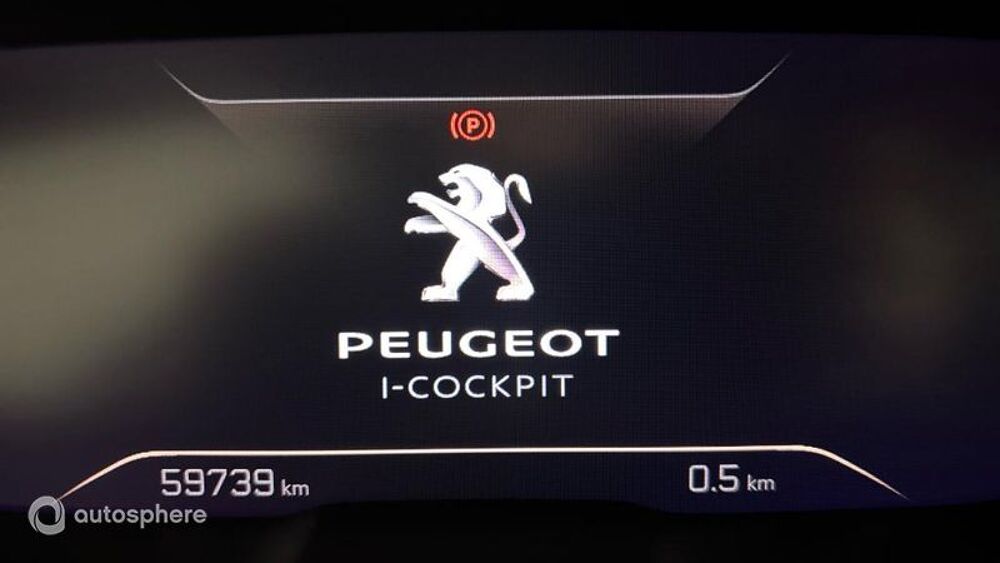 (P)
PEUGEOT
I-COCKPIT
59739 km
0.5 km
autosphere